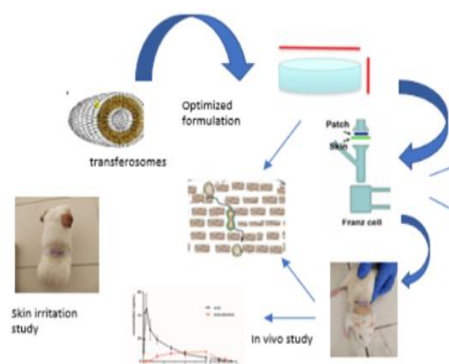 Optimized
formulation
transferosomes
Patch
Skin
Franz cell
Skin irritation
study
In vivo study